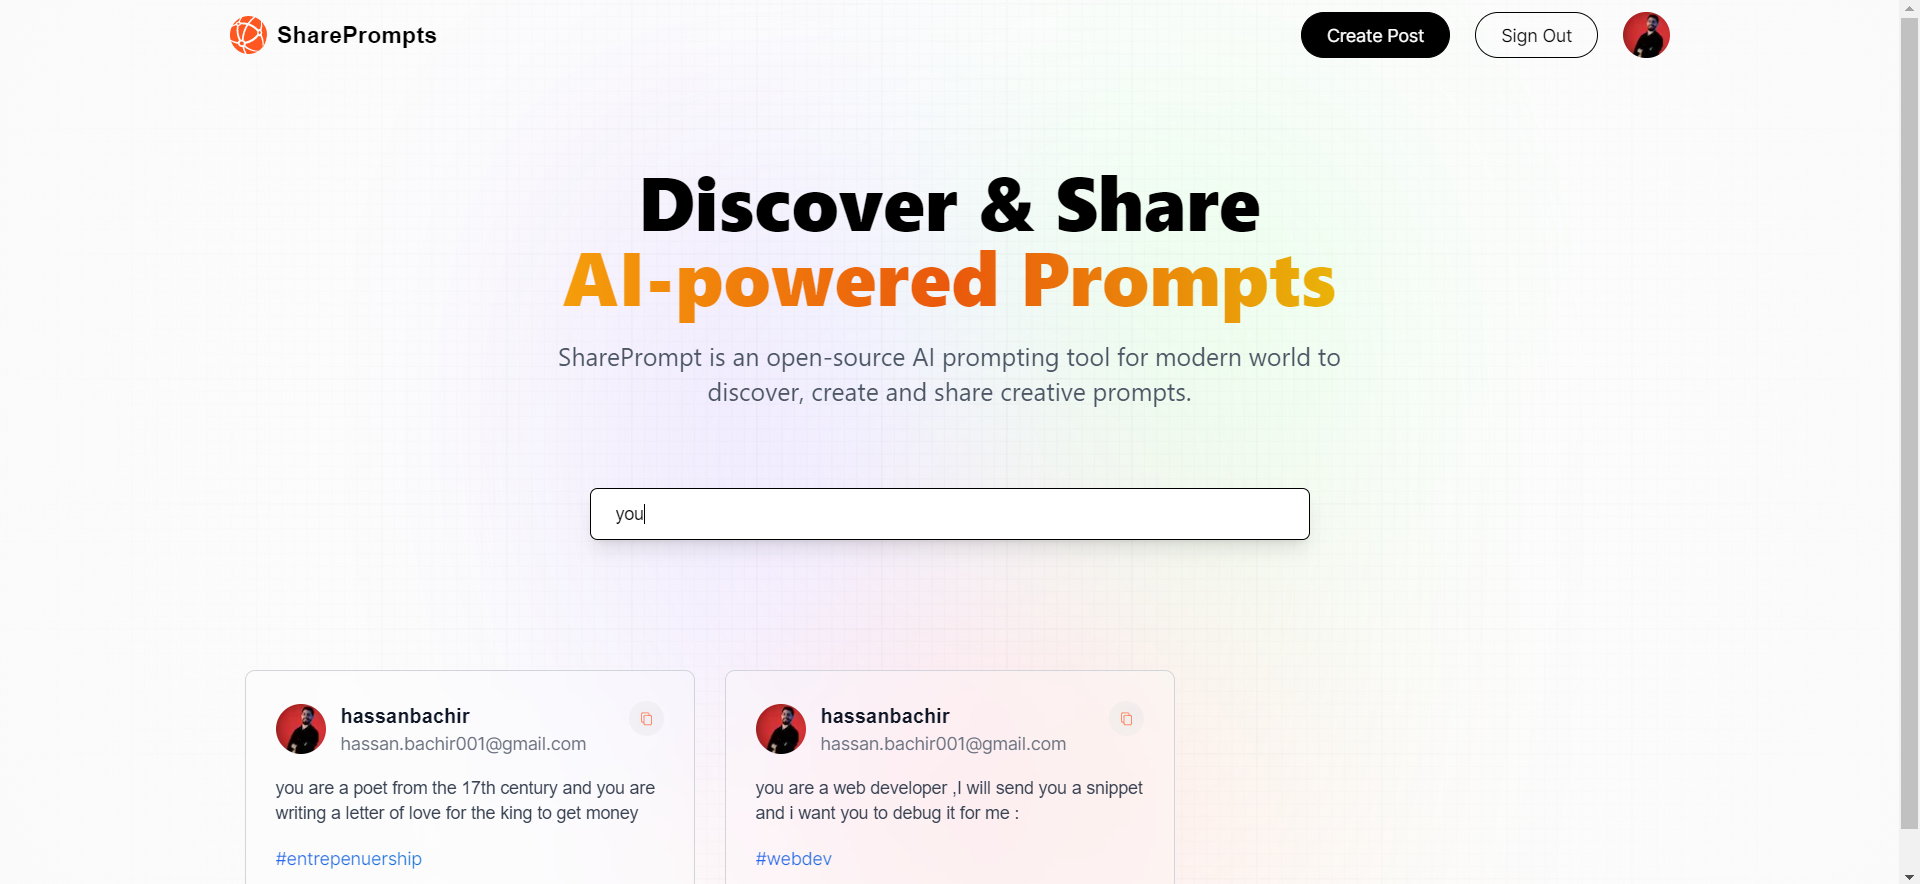 SharePrompts
Create Post
Sign Out
Discover & Share
AI-powered Prompts
SharePrompt is an open-source AI prompting tool for modern world to
discover, create and share creative prompts.
you
hassanbachir
hassan.bachir001@gmail.com
you are a poet from the 17th century and you are
writing a letter of love for the king to get money
#entrepenuership
hassanbachir
hassan.bachir001@gmail.com
you are a web developer ,I will send you a snippet
and i want you to debug it for me :
#webdev